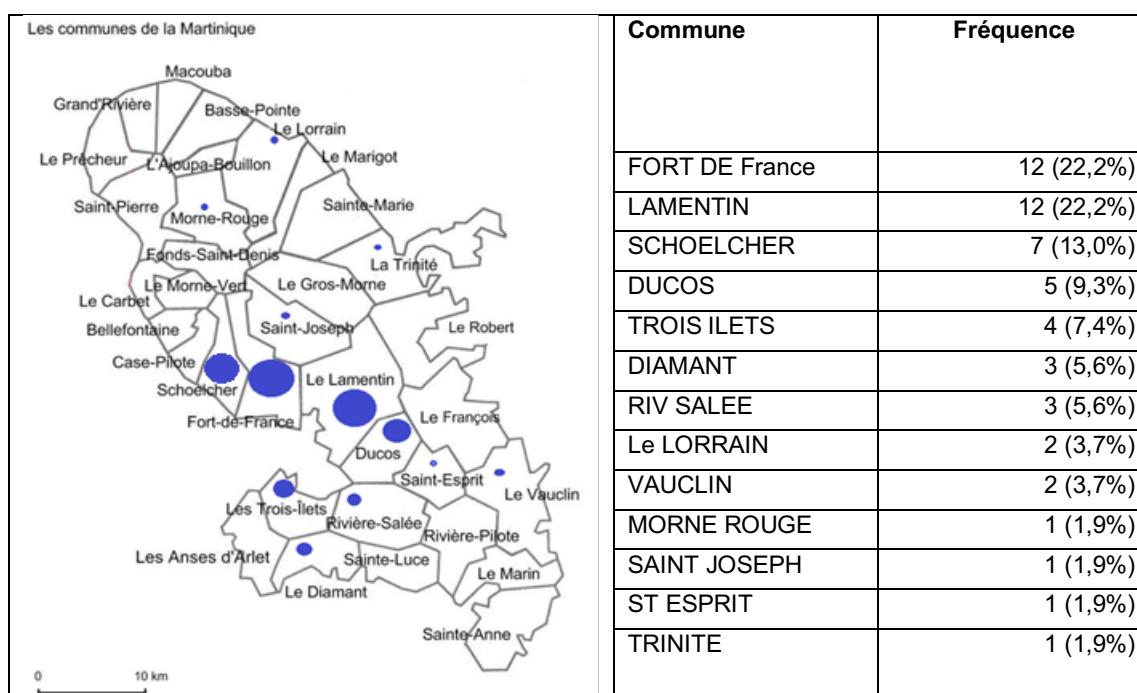 Les communes de la Martinique
Macouba
Grand'Rivière
Basse-Pointe
Le Lorrain
Le Prêcheur
L'Ajoupa-Bouillon
Le Marigot
Saint-Pierre
Morne-Rouge
Sainte-Marie
Fonds-Saint-Denis
La Trinité
Le Morne-Vert
Le Gros-Morne
Le Carbet
Bellefontaine
Saint-Joseph
Le Robert
Case-Pilote
Schoelcher
Le Lamentin
Fort-de-France
Le François
Ducos
Saint-Esprit
Le Vauclin
Les Trois-Îlets
Rivière-Salée
Rivière-Pilote
Les Anses d'Arlet
Sainte-Luce
Le Marin
Le Diamant
Sainte-Anne
0 10 km
Commune Fréquence
FORT DE France 12 (22,2%)
LAMENTIN 12 (22,2%)
SCHOELCHER 7 (13,0%)
DUCOS 5 (9,3%)
TROIS ILETS 4 (7,4%)
DIAMANT 3 (5,6%)
RIV SALEE 3 (5,6%)
Le LORRAIN 2 (3,7%)
VAUCLIN 2 (3,7%)
MORNE ROUGE 1 (1,9%)
SAINT JOSEPH 1 (1,9%)
ST ESPRIT 1 (1,9%)
TRINITE 1 (1,9%)